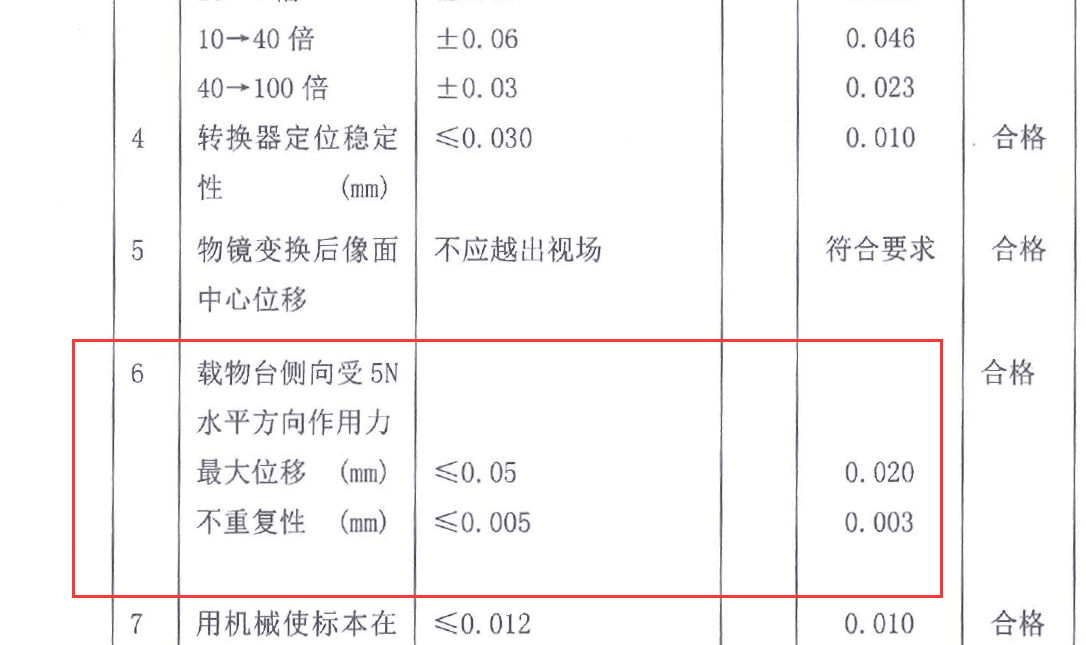 10→40 倍 ±0.06 0.046
40→100 倍 ±0.03 0.023
4 转换器定位稳定 ≤0.030 0.010 合格
性 (mm)
5 物镜变换后像面 不应越出视场 符合要求 合格
中心位移
6 载物台侧向受 5N 合格
水平方向作用力
最大位移 (mm) ≤0.05 0.020
不重复性 (mm) ≤0.005 0.003
7 用机械使标本在 ≤0.012 0.010 合格